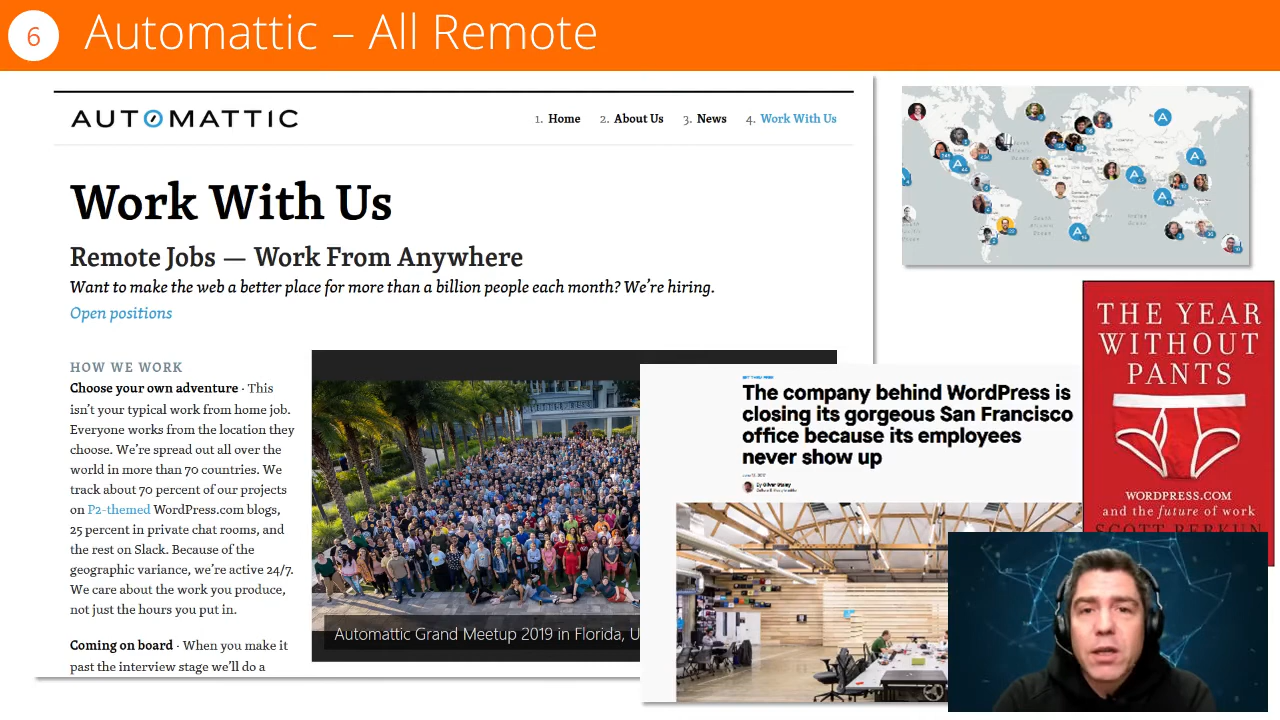 6
Automattic – All Remote
AUTOMATTIC
1. Home 2. About Us 3. News 4. Work With Us
Work With Us
Remote Jobs — Work From Anywhere
Want to make the web a better place for more than a billion people each month? We're hiring.
Open positions
HOW WE WORK
Choose your own adventure · This
isn't your typical work from home job.
Everyone works from the location they
choose. We're spread out all over the
world in more than 70 countries. We
track about 70 percent of our projects
on P2-themed WordPress.com blogs,
25 percent in private chat rooms, and
the rest on Slack. Because of the
geographic variance, we're active 24/7.
We care about the work you produce,
not just the hours you put in.
Coming on board · When you make it
past the interview stage we'll do a
Automattic Grand Meetup 2019 in Florida, U
The company behind WordPress is
closing its gorgeous San Francisco
office because its employees
never show up
THE YEAR
WITHOUT
PANTS
WORDPRESS.COM
and the future of work
SCOTT BERKUN